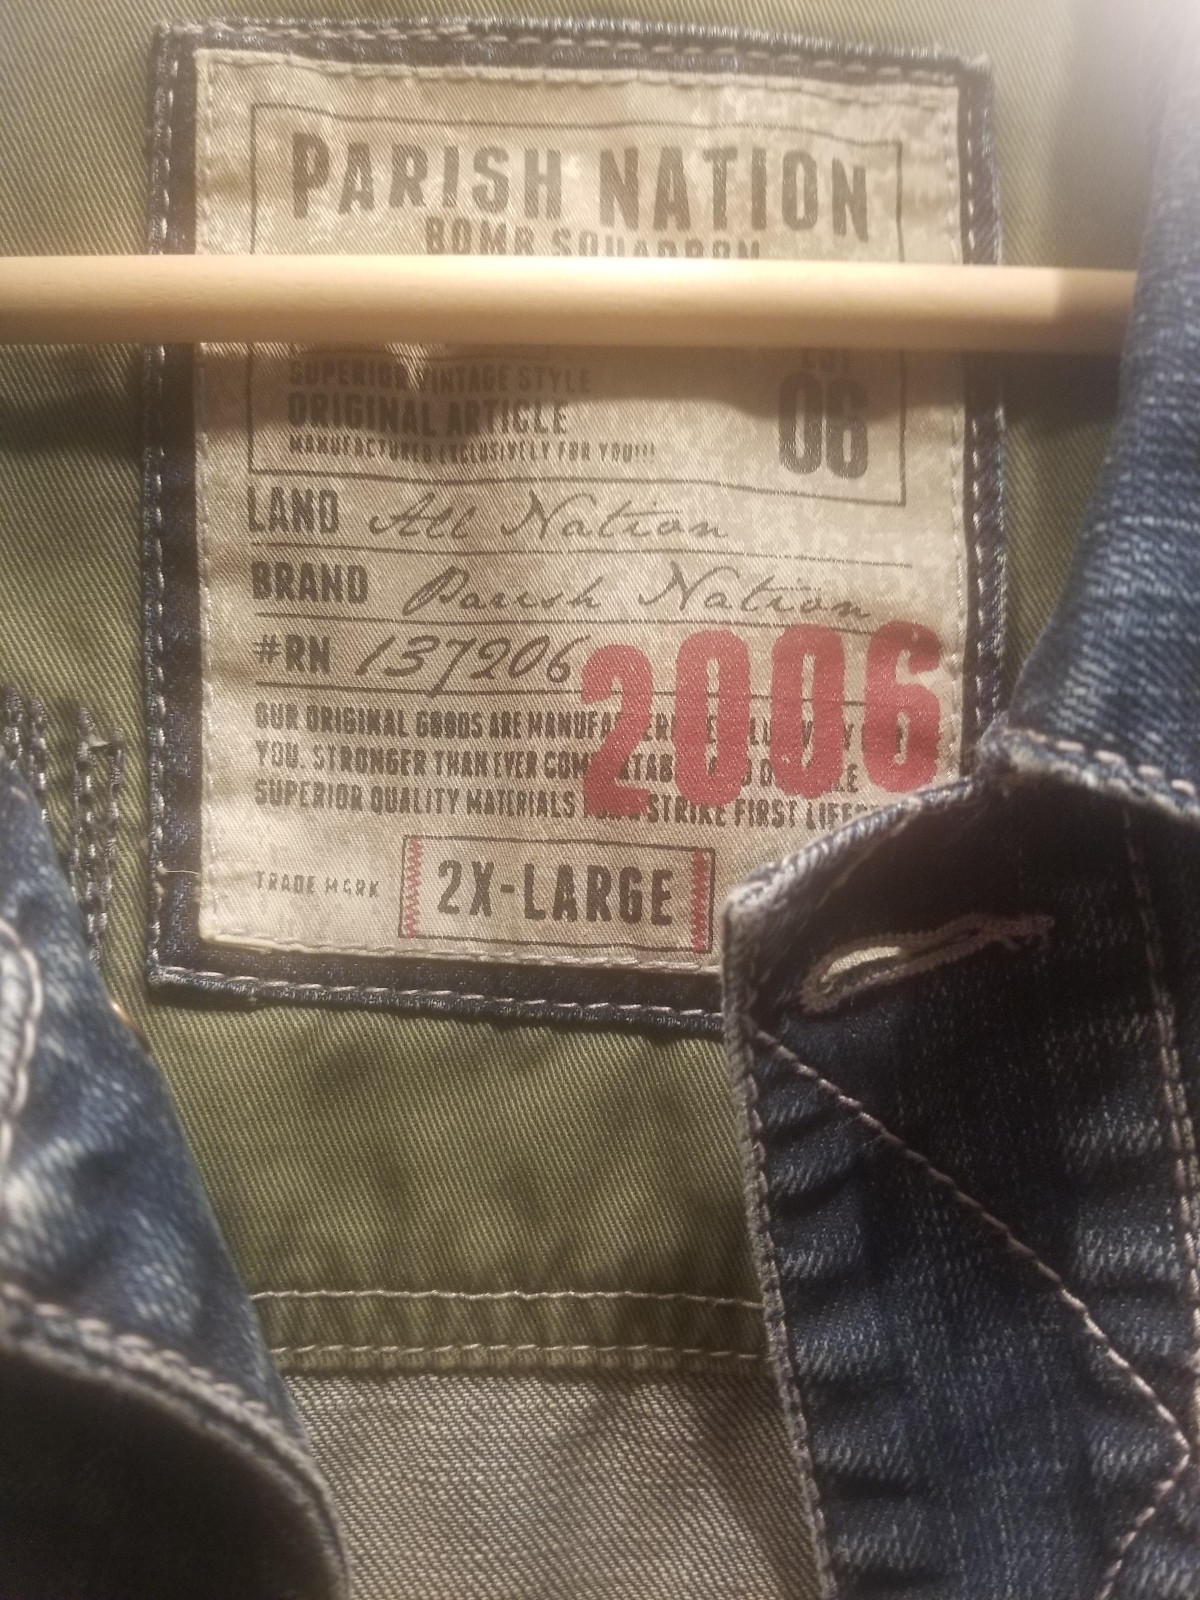 PARISH NATION
BOMB SQUADRON
SUPERIOR VINTAGE STYLE
ORIGINAL ARTICLE
MANUFACTURED EXCLUSIVELY FOR YOU!!!
06
LAND All Nation
BRAND Parish Nation
#RN 137206
2006
OUR ORIGINAL GOODS ARE
YOU. STRONGER THAN EVER
SUPERIOR QUALITY MATERIALS STRIKE FIRST
TRADE MARK 2X-LARGE